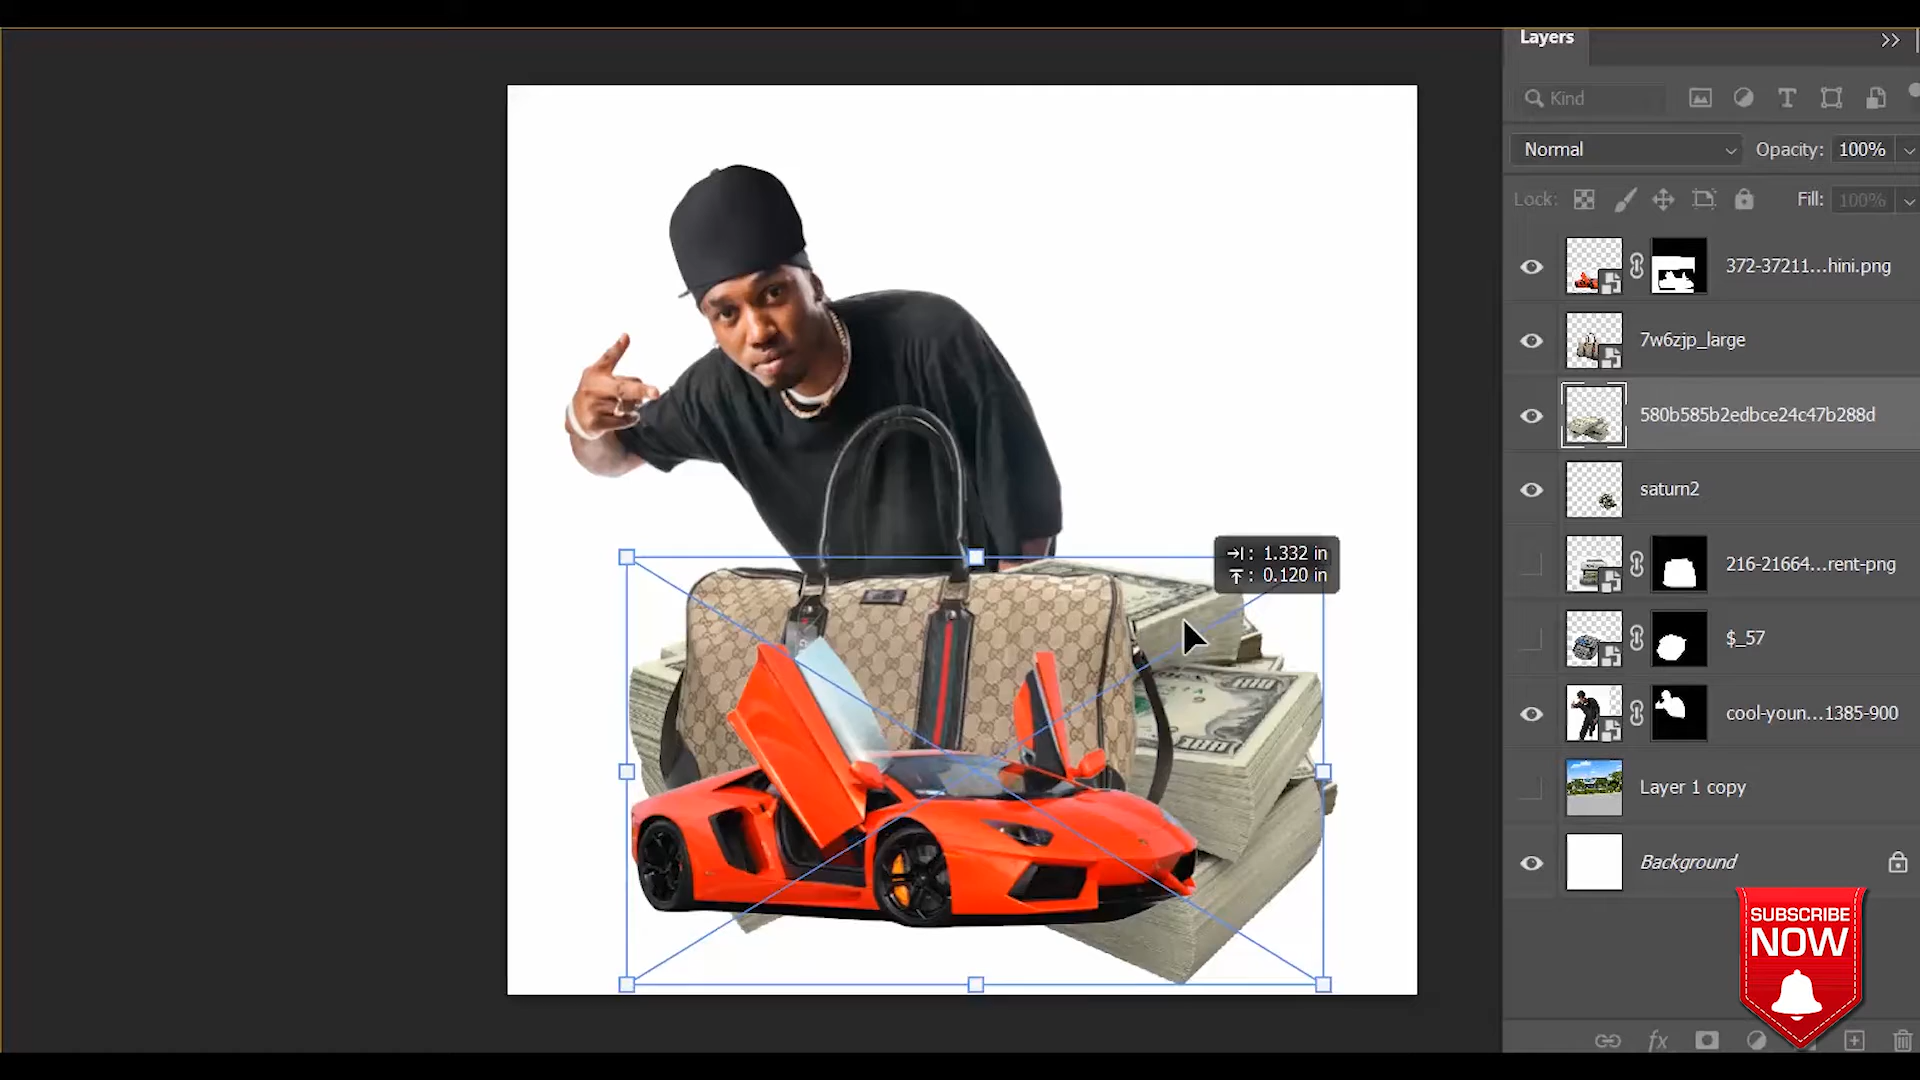 Layers
Kind
Normal
Opacity: 100%
Lock:
Fill: 100%
372-37211...hini.png
7w6zjp_large
580b585b2edbce24c47b288d
saturn2
216-21664...rent-png
$_57
cool-youn...1385-900
Layer 1 copy
Background
→|: 1.332 in
↑: 0.120 in
SUBSCRIBE
NOW
fx